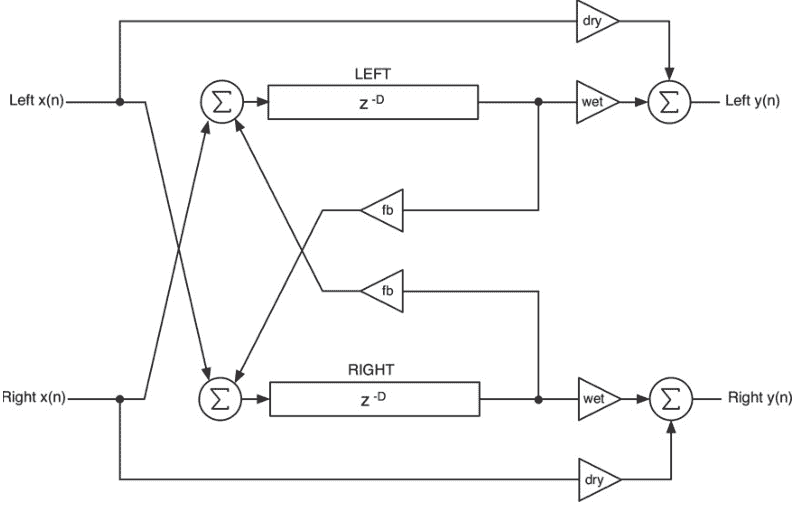 dry
LEFT
Left x(n)
Σ
z -D
wet
Σ
Left y(n)
fb
fb
RIGHT
Right x(n)
Σ
z -D
wet
Σ
Right y(n)
dry